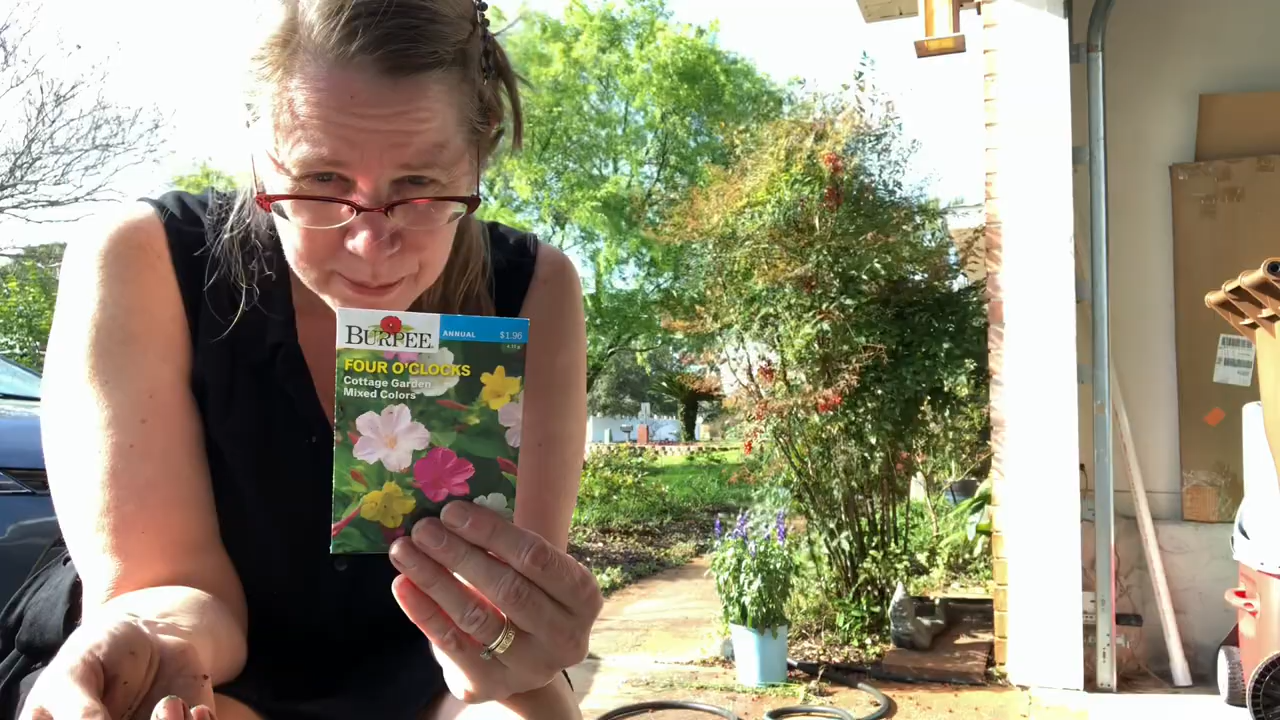 BURPEE
ANNUAL $1.96
FOUR O'CLOCKS
Cottage Garden
Mixed Colors